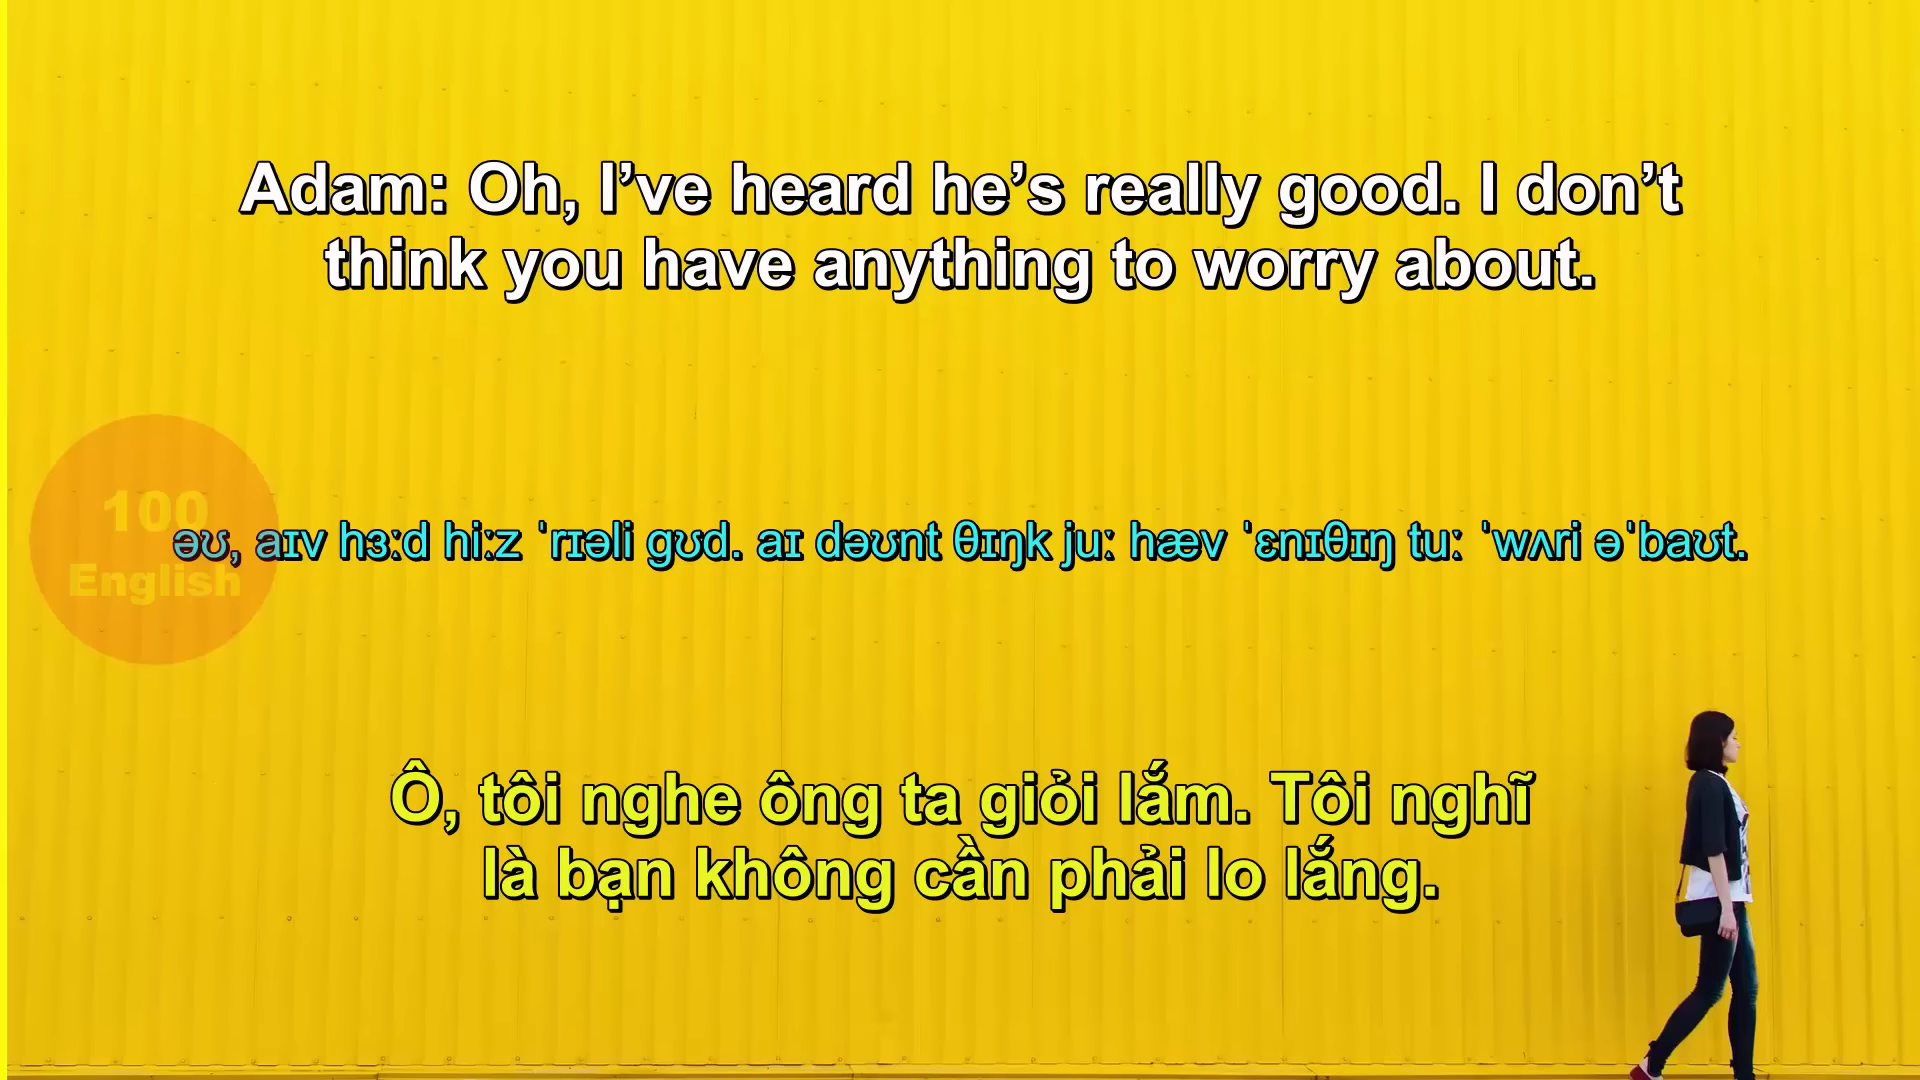 Adam: Oh, I’ve heard he’s really good. I don’t
think you have anything to worry about.
100
English
əʊ, aɪv hɜːd hiːz ˈrɪəli gʊd. aɪ dəʊnt θɪŋk juː hæv ˈɛnɪθɪŋ tuː ˈwʌri əˈbaʊt.
Ô, tôi nghe ông ta giỏi lắm. Tôi nghĩ
là bạn không cần phải lo lắng.